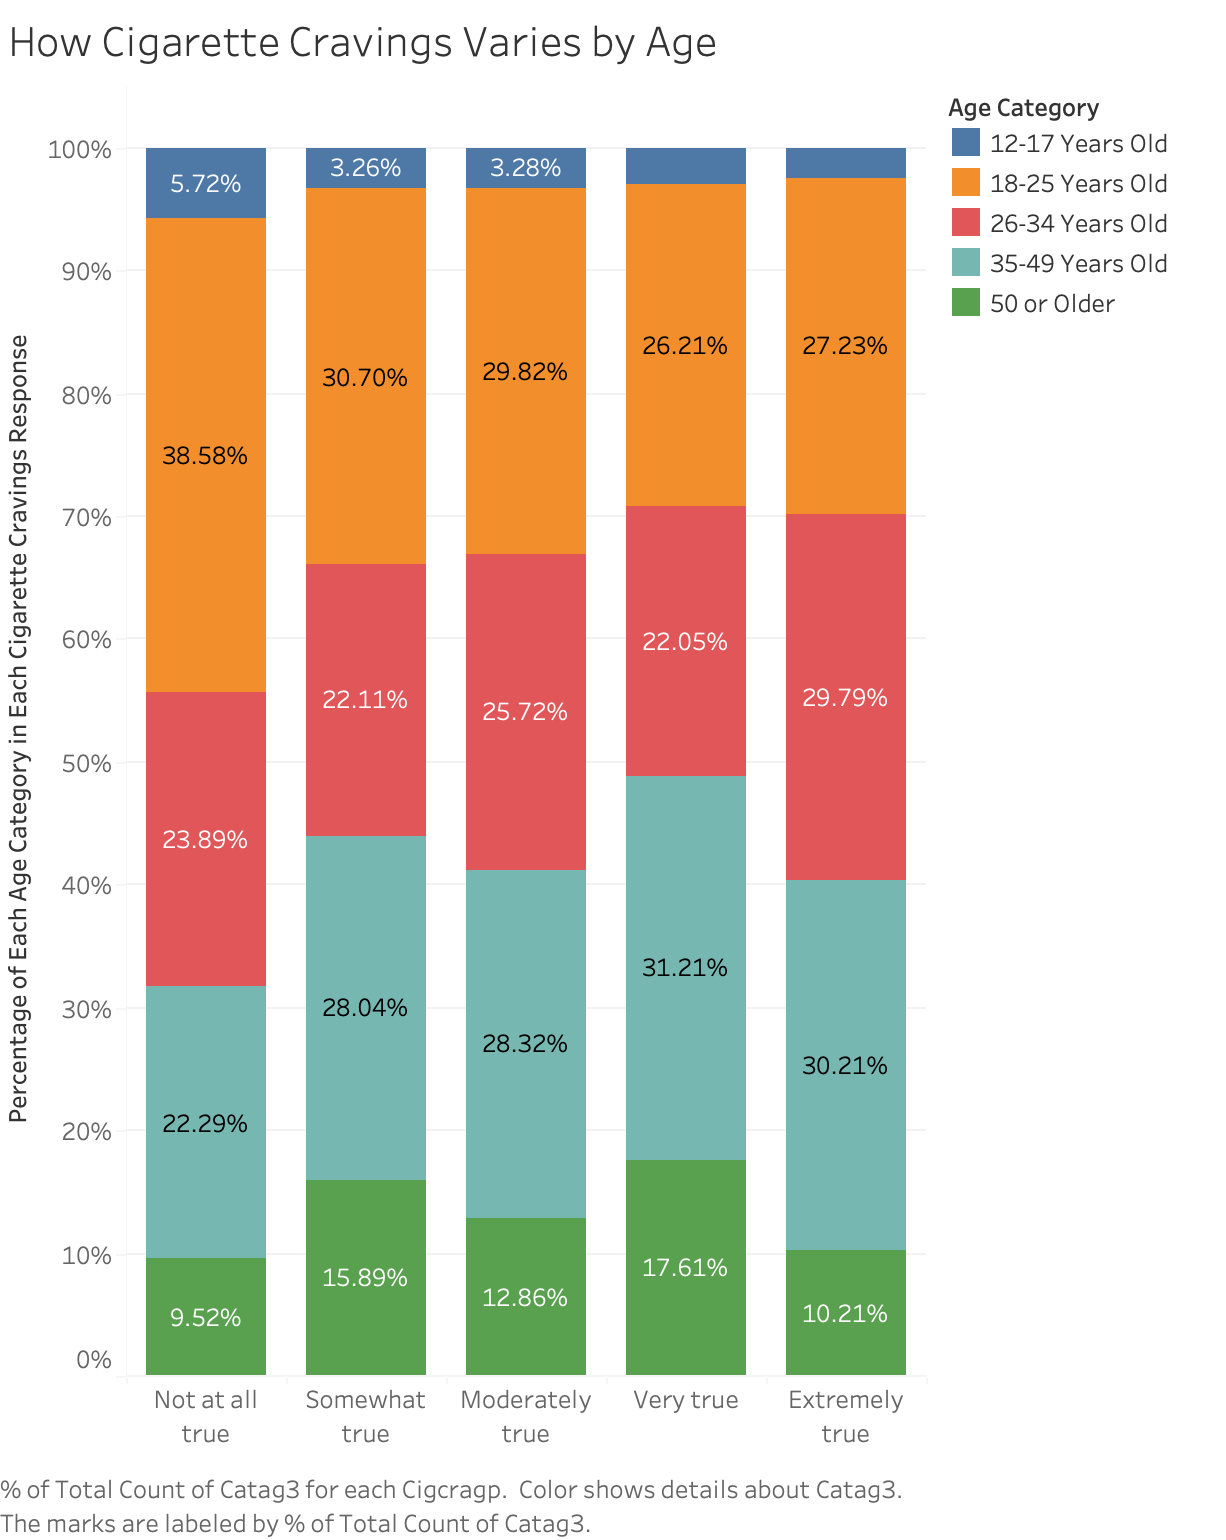 How Cigarette Cravings Varies by Age
Age Category
12-17 Years Old
18-25 Years Old
26-34 Years Old
35-49 Years Old
50 or Older
Percentage of Each Age Category in Each Cigarette Cravings Response
100%
90%
80%
70%
60%
50%
40%
30%
20%
10%
0%
5.72%
38.58%
23.89%
22.29%
9.52%
3.26%
30.70%
22.11%
28.04%
15.89%
3.28%
29.82%
25.72%
28.32%
12.86%
26.21%
22.05%
31.21%
17.61%
27.23%
29.79%
30.21%
10.21%
Not at all
true
Somewhat
true
Moderately
true
Very true
Extremely
true
% of Total Count of Catag3 for each Cigcragp.  Color shows details about Catag3.
The marks are labeled by % of Total Count of Catag3.